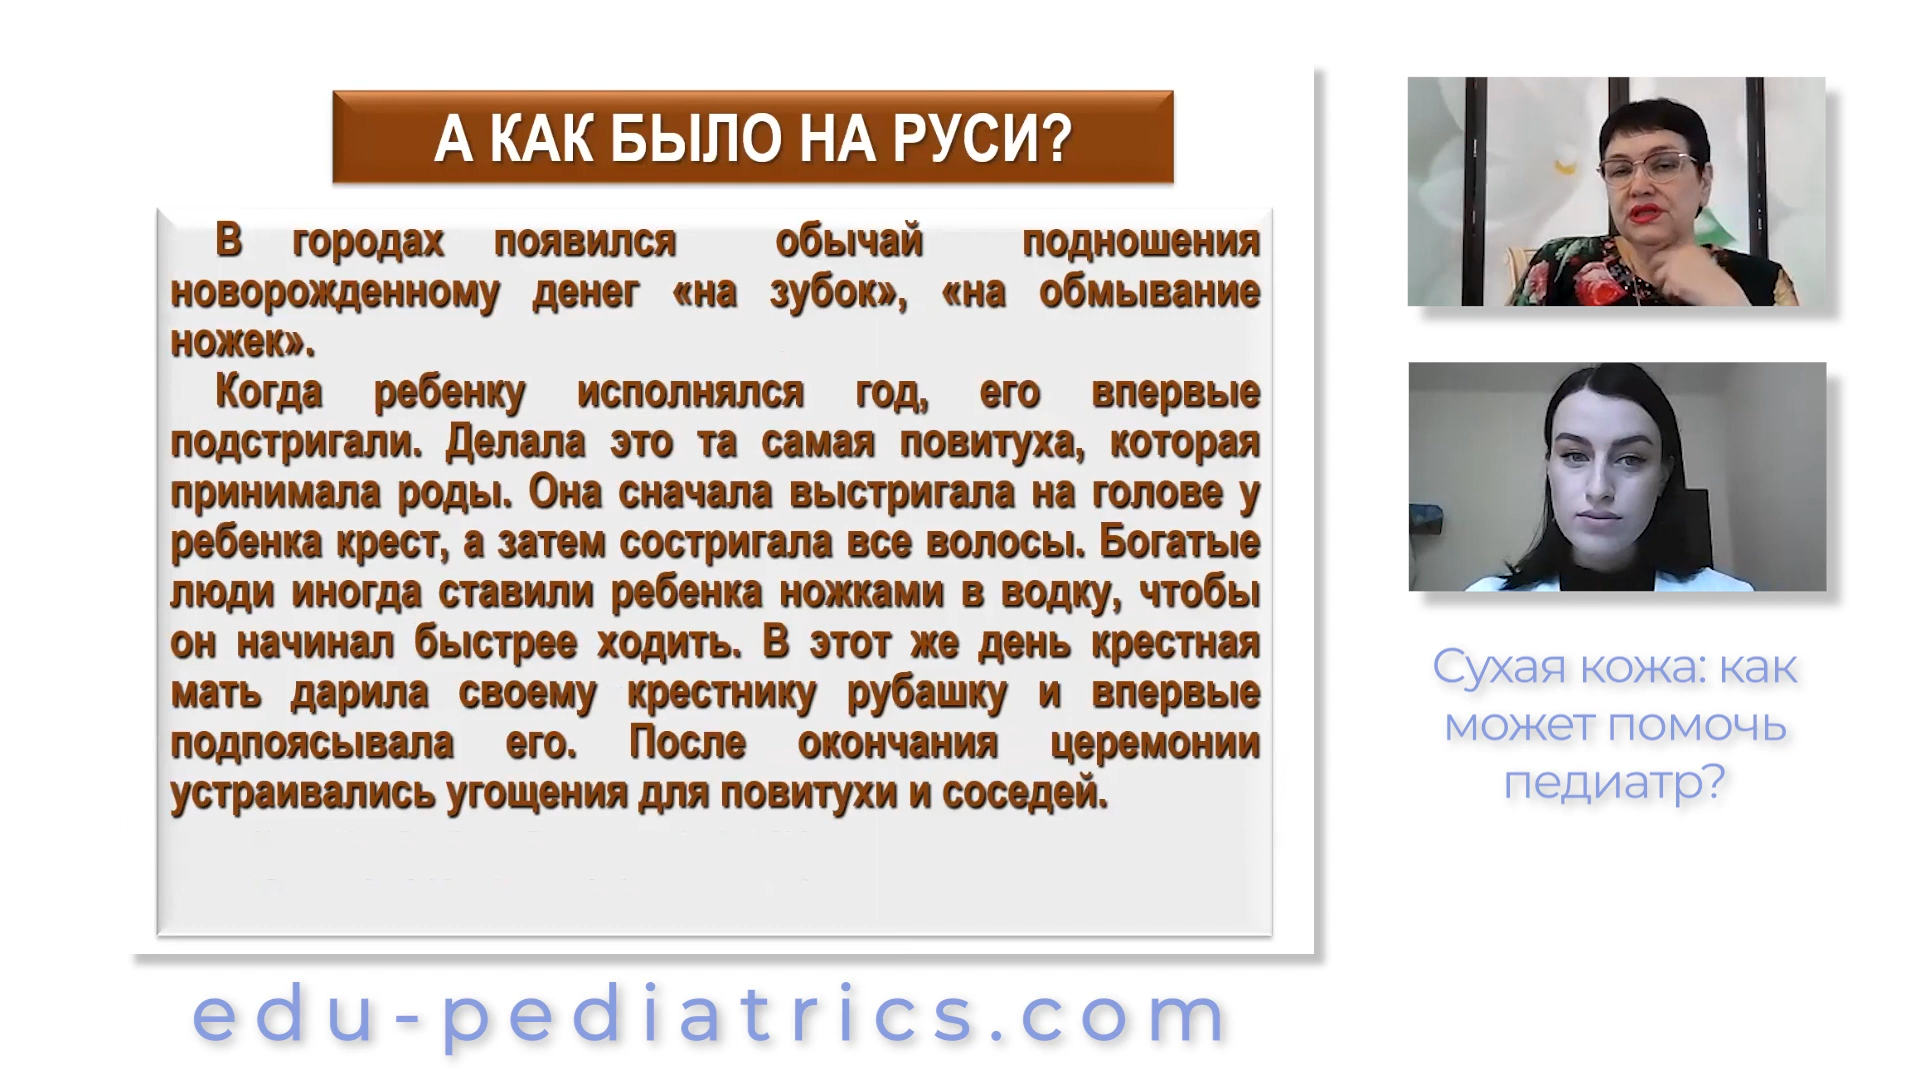 А КАК БЫЛО НА РУСИ?
В городах появился обычай подношения
новорожденному денег «на зубок», «на обмывание
ножек».
Когда ребенку исполнялся год, его впервые
подстригали. Делала это та самая повитуха, которая
принимала роды. Она сначала выстригала на голове у
ребенка крест, а затем состригала все волосы. Богатые
люди иногда ставили ребенка ножками в водку, чтобы
он начинал быстрее ходить. В этот же день крестная
мать дарила своему крестнику рубашку и впервые
подпоясывала его. После окончания церемонии
устраивались угощения для повитухи и соседей.
Сухая кожа: как
может помочь
педиатр?
edu-pediatrics.com